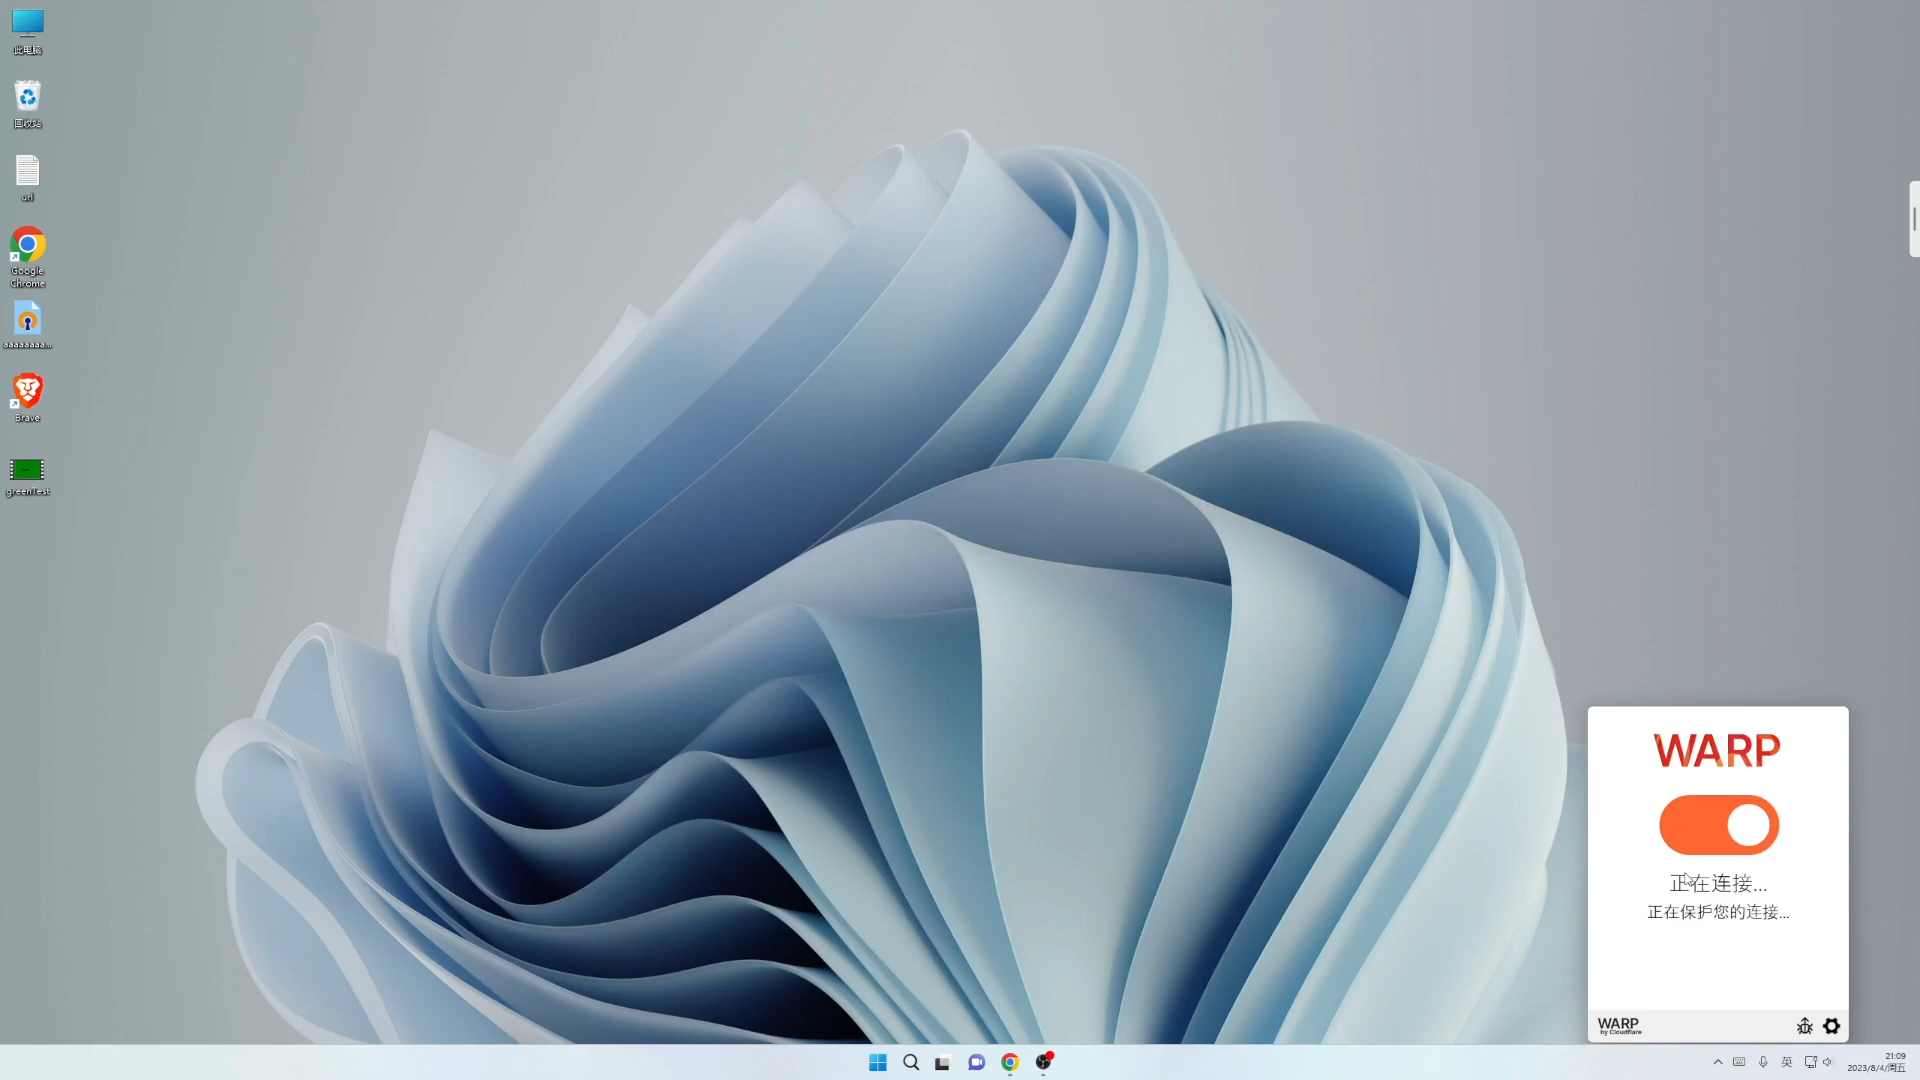 此电脑
回收站
url
Google
Chrome
aaaaaaaa...
Brave
greenTest
WARP
正在连接...
正在保护您的连接...
WARP
by Cloudflare
英
21:09
2023/8/4/周五